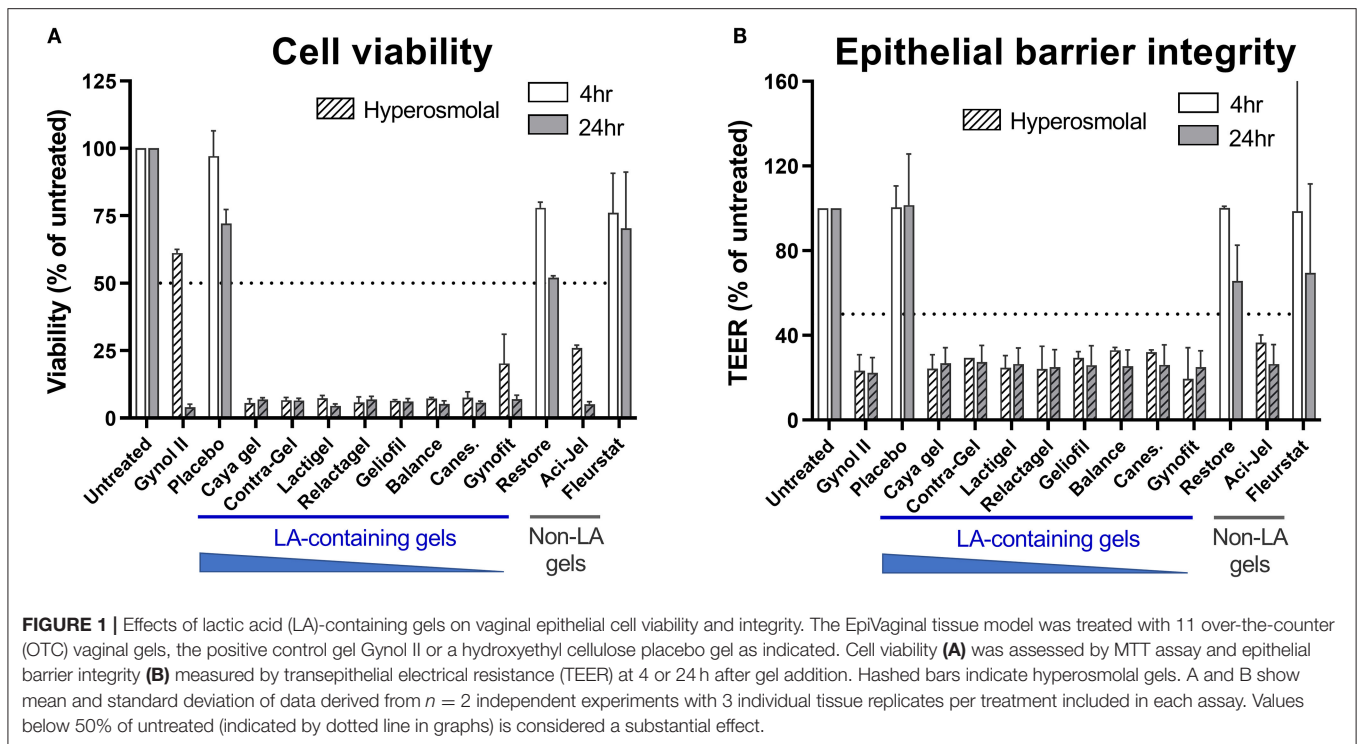 A
Cell viability
125
100
75
50
25
0
Viability (% of untreated)
Hyperosmolal
4hr
24hr
Untreated
Gynol II
Placebo
Caya gel
Contra-Gel
Lactigel
Relactagel
Geliofil
Balance
Canes.
Gynofit
Restore
Aci-Jel
Fleurstat
LA-containing gels
Non-LA
gels
B
Epithelial barrier integrity
160
120
80
40
0
TEER (% of untreated)
Hyperosmolal
4hr
24hr
Untreated
Gynol II
Placebo
Caya gel
Contra-Gel
Lactigel
Relactagel
Geliofil
Balance
Canes.
Gynofit
Restore
Aci-Jel
Fleurstat
LA-containing gels
Non-LA
gels
FIGURE 1 | Effects of lactic acid (LA)-containing gels on vaginal epithelial cell viability and integrity. The EpiVaginal tissue model was treated with 11 over-the-counter
(OTC) vaginal gels, the positive control gel Gynol II or a hydroxyethyl cellulose placebo gel as indicated. Cell viability (A) was assessed by MTT assay and epithelial
barrier integrity (B) measured by transepithelial electrical resistance (TEER) at 4 or 24 h after gel addition. Hashed bars indicate hyperosmolal gels. A and B show
mean and standard deviation of data derived from n = 2 independent experiments with 3 individual tissue replicates per treatment included in each assay. Values
below 50% of untreated (indicated by dotted line in graphs) is considered a substantial effect.